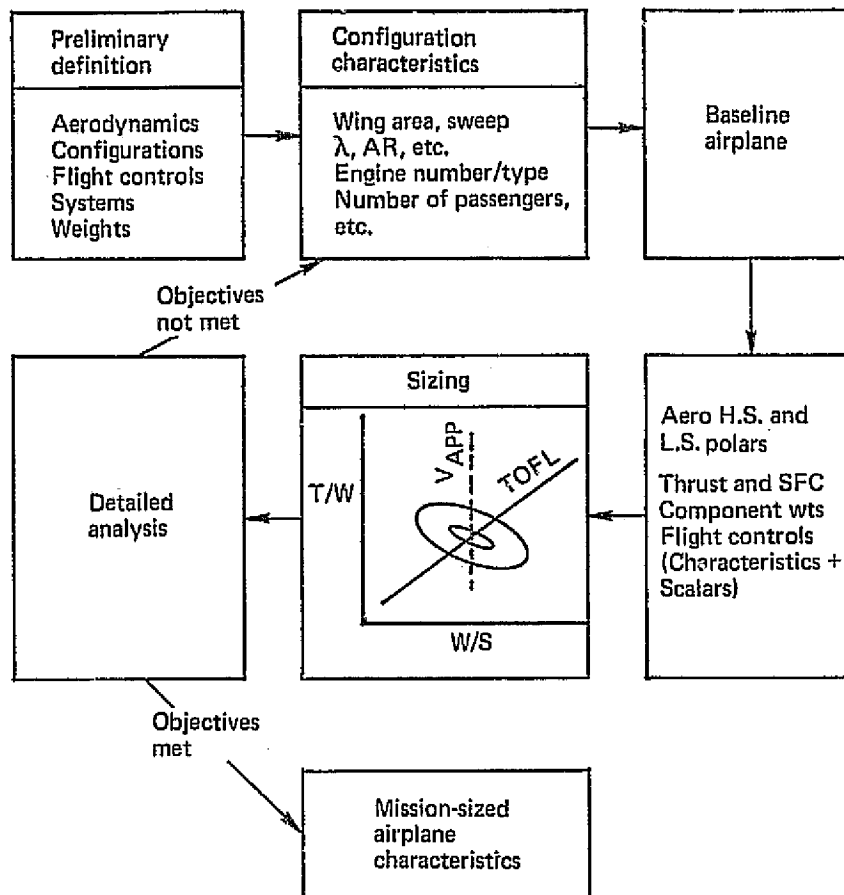 Preliminary
definition
Aerodynamics
Configurations
Flight controls
Systems
Weights
Configuration
characteristics
Wing area, sweep
λ, AR, etc.
Engine number/type
Number of passengers,
etc.
Baseline
airplane
Objectives
not met
Aero H.S. and
L.S. polars
Thrust and SFC
Component wts
Flight controls
(Characteristics +
Scalars)
Sizing
T/W
V APP
TOFL
W/S
Detailed
analysis
Objectives
met
Mission-sized
airplane
characteristics